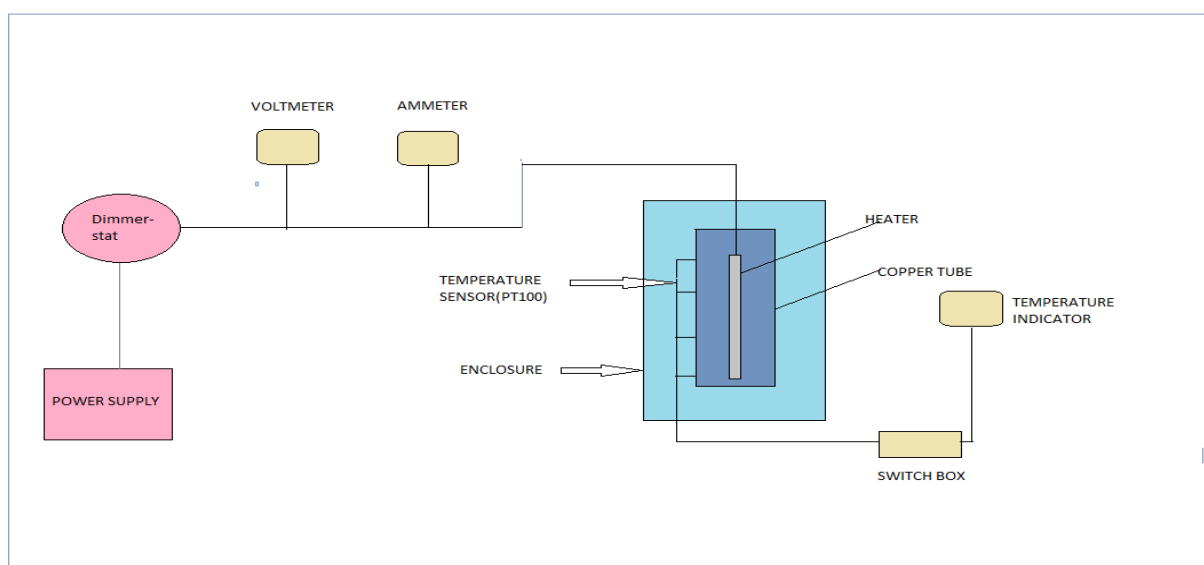 VOLTMETER
AMMETER
Dimmer-
stat
HEATER
TEMPERATURE
SENSOR(PT100)
COPPER TUBE
TEMPERATURE
INDICATOR
ENCLOSURE
POWER SUPPLY
SWITCH BOX